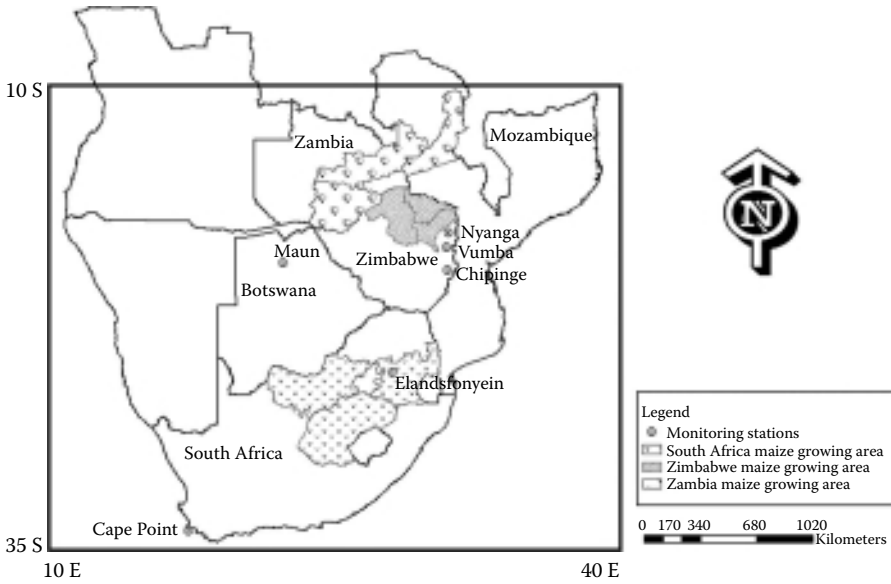 10 S
Zambia
Mozambique
N
Nyanga
Vumba
Maun
Zimbabwe
Chipinge
Botswana
Elandsfonyein
South Africa
Cape Point
35 S
10 E
40 E
Legend
Monitoring stations
South Africa maize growing area
Zimbabwe maize growing area
Zambia maize growing area
0 170 340 680 1020
Kilometers